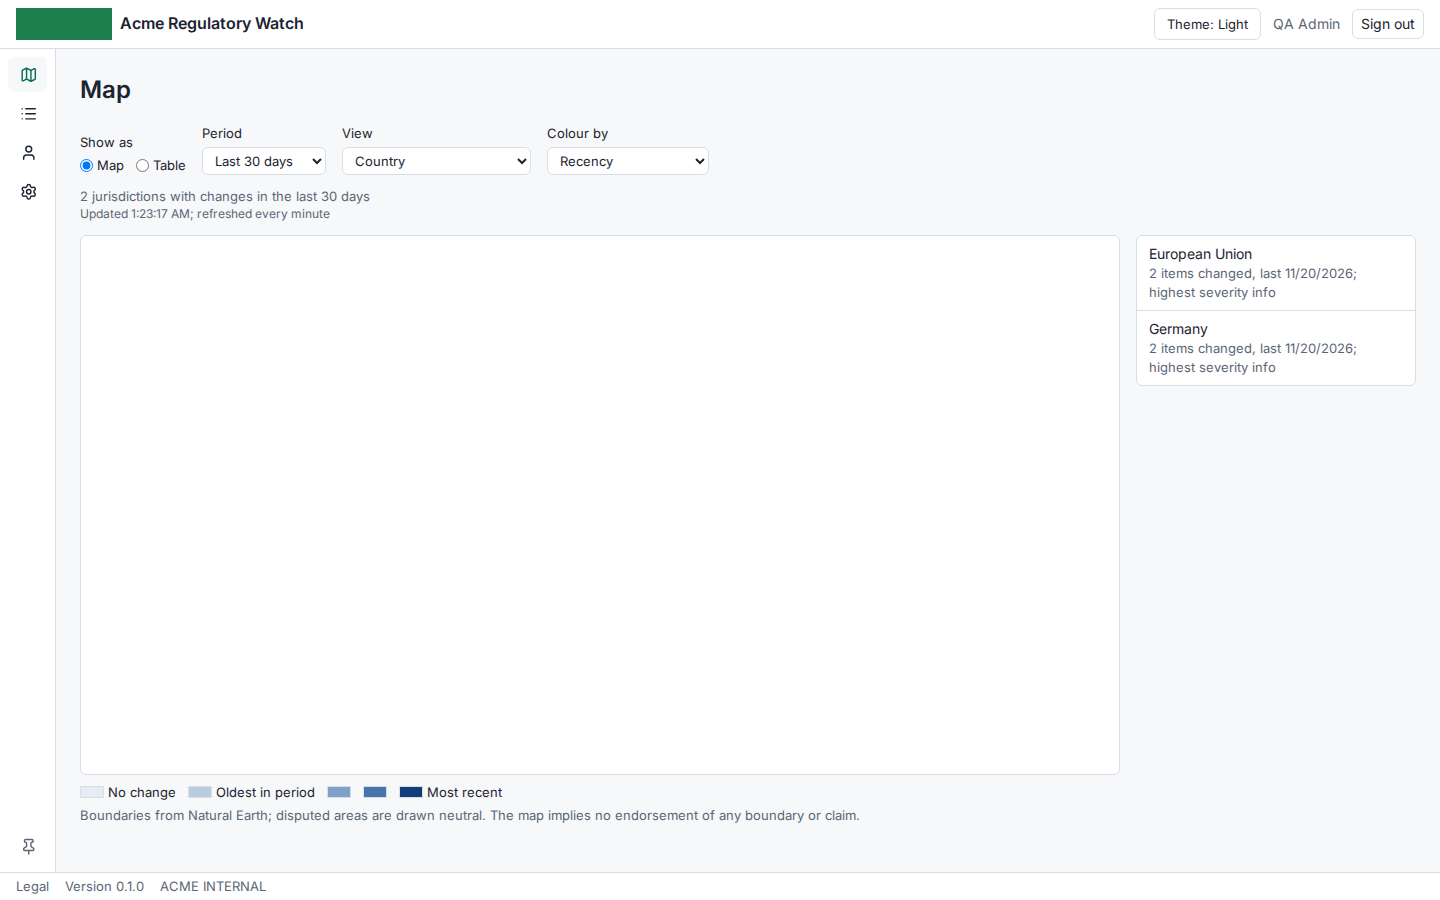 Acme Regulatory Watch
Theme: Light
QA Admin
Sign out
Map
Show as
Map
Table
Period
Last 30 days
View
Country
Colour by
Recency
2 jurisdictions with changes in the last 30 days
Updated 1:23:17 AM; refreshed every minute
European Union
2 items changed, last 11/20/2026;
highest severity info
Germany
2 items changed, last 11/20/2026;
highest severity info
No change
Oldest in period
Most recent
Boundaries from Natural Earth; disputed areas are drawn neutral. The map implies no endorsement of any boundary or claim.
Legal
Version 0.1.0
ACME INTERNAL